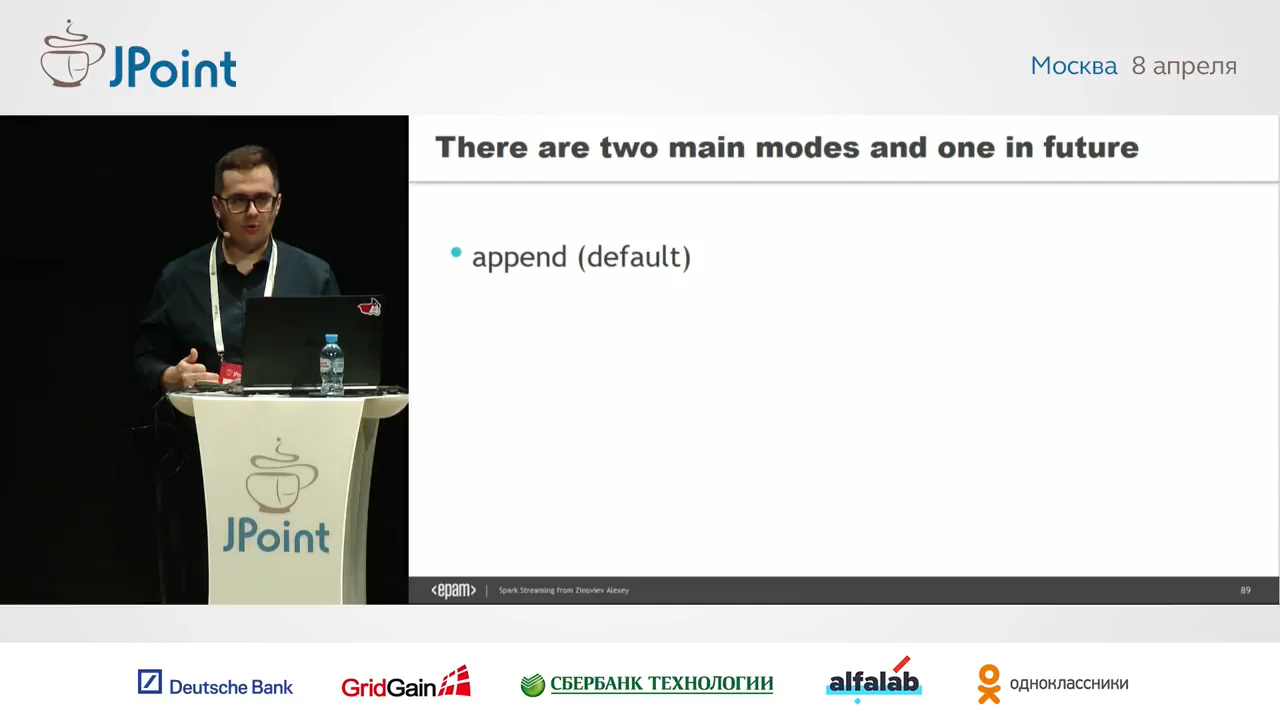 JPoint
Москва 8 апреля
There are two main modes and one in future
• append (default)
JPoint
<epam> | Spark Streaming from Zinoviev Alexey 89
Deutsche Bank
GridGain
СБЕРБАНК ТЕХНОЛОГИИ
alfalab
одноклассники